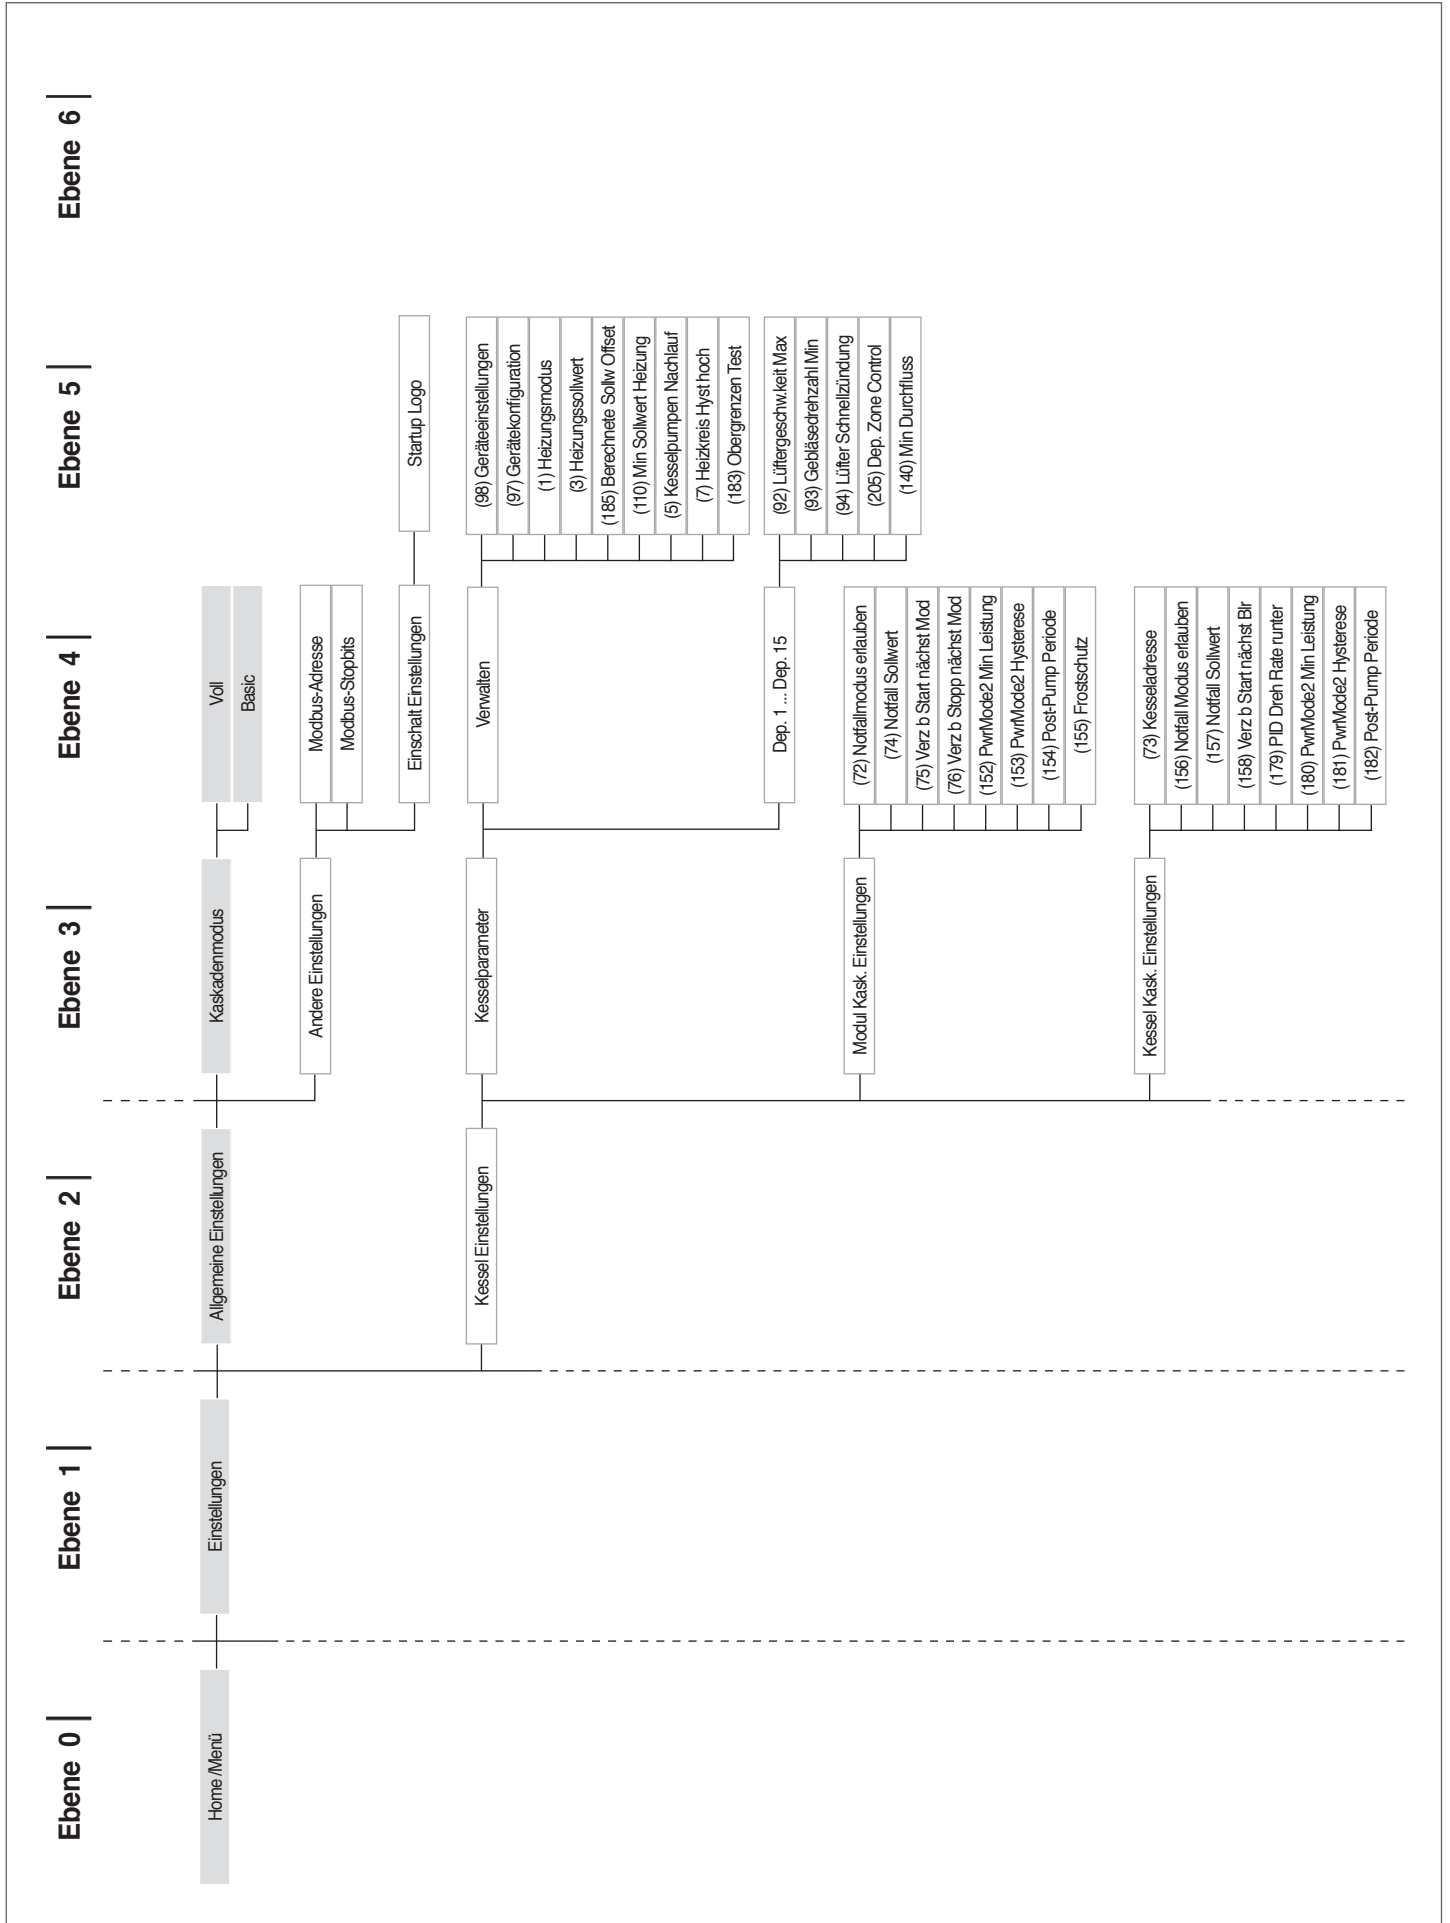 Ebene 0
Ebene 1
Ebene 2
Ebene 3
Ebene 4
Ebene 5
Ebene 6
Home /Menü
Einstellungen
Allgemeine Einstellungen
Kaskadenmodus
Voll
Basic
Andere Einstellungen
Modbus-Adresse
Modbus-Stopbits
Einschalt Einstellungen
Startup Logo
Kessel Einstellungen
Kesselparameter
Verwalten
(98) Geräteeinstellungen
(97) Gerätekonfiguration
(1) Heizungsmodus
(3) Heizungssollwert
(185) Berechnete Sollw Offset
(110) Min Sollwert Heizung
(5) Kesselpumpen Nachlauf
(7) Heizkreis Hyst hoch
(183) Obergrenzen Test
Dep. 1 ... Dep. 15
(92) Lüftergeschw.keit Max
(93) Gebläsedrehzahl Min
(94) Lüfter Schnellzündung
(205) Dep. Zone Control
(140) Min Durchfluss
Modul Kask. Einstellungen
(72) Notfallmodus erlauben
(74) Notfall Sollwert
(75) Verz b Start nächst Mod
(76) Verz b Stopp nächst Mod
(152) PwrMode2 Min Leistung
(153) PwrMode2 Hysterese
(154) Post-Pump Periode
(155) Frostschutz
Kessel Kask. Einstellungen
(73) Kesseladresse
(156) Notfall Modus erlauben
(157) Notfall Sollwert
(158) Verz b Start nächst Blr
(179) PID Dreh Rate runter
(180) PwrMode2 Min Leistung
(181) PwrMode2 Hysterese
(182) Post-Pump Periode